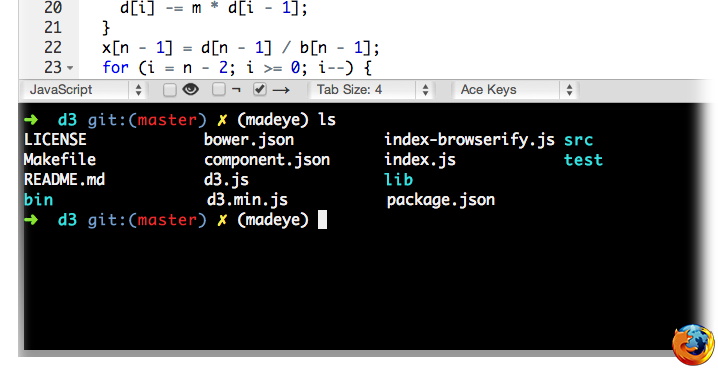 20 d[i] -= m * d[i - 1];
21 }
22 x[n - 1] = d[n - 1] / b[n - 1];
23 for (i = n - 2; i >= 0; i--) {
JavaScript ¬ → Tab Size: 4 Ace Keys
➜ d3 git:(master) ✗ (madeye) ls
LICENSE bower.json index-browserify.js src
Makefile component.json index.js test
README.md d3.js lib
bin d3.min.js package.json
➜ d3 git:(master) ✗ (madeye)